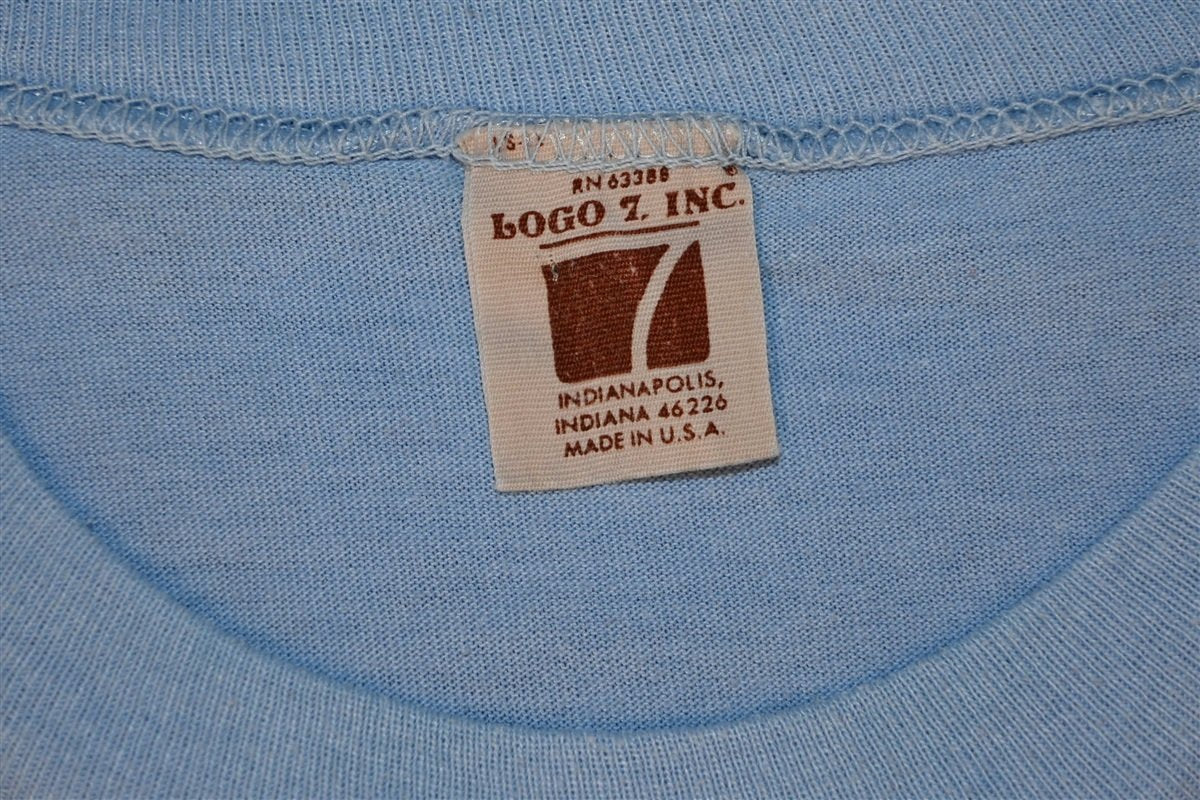 RN 63388
LOGO 7, INC.
®
7
INDIANAPOLIS,
INDIANA 46226
MADE IN U.S.A.